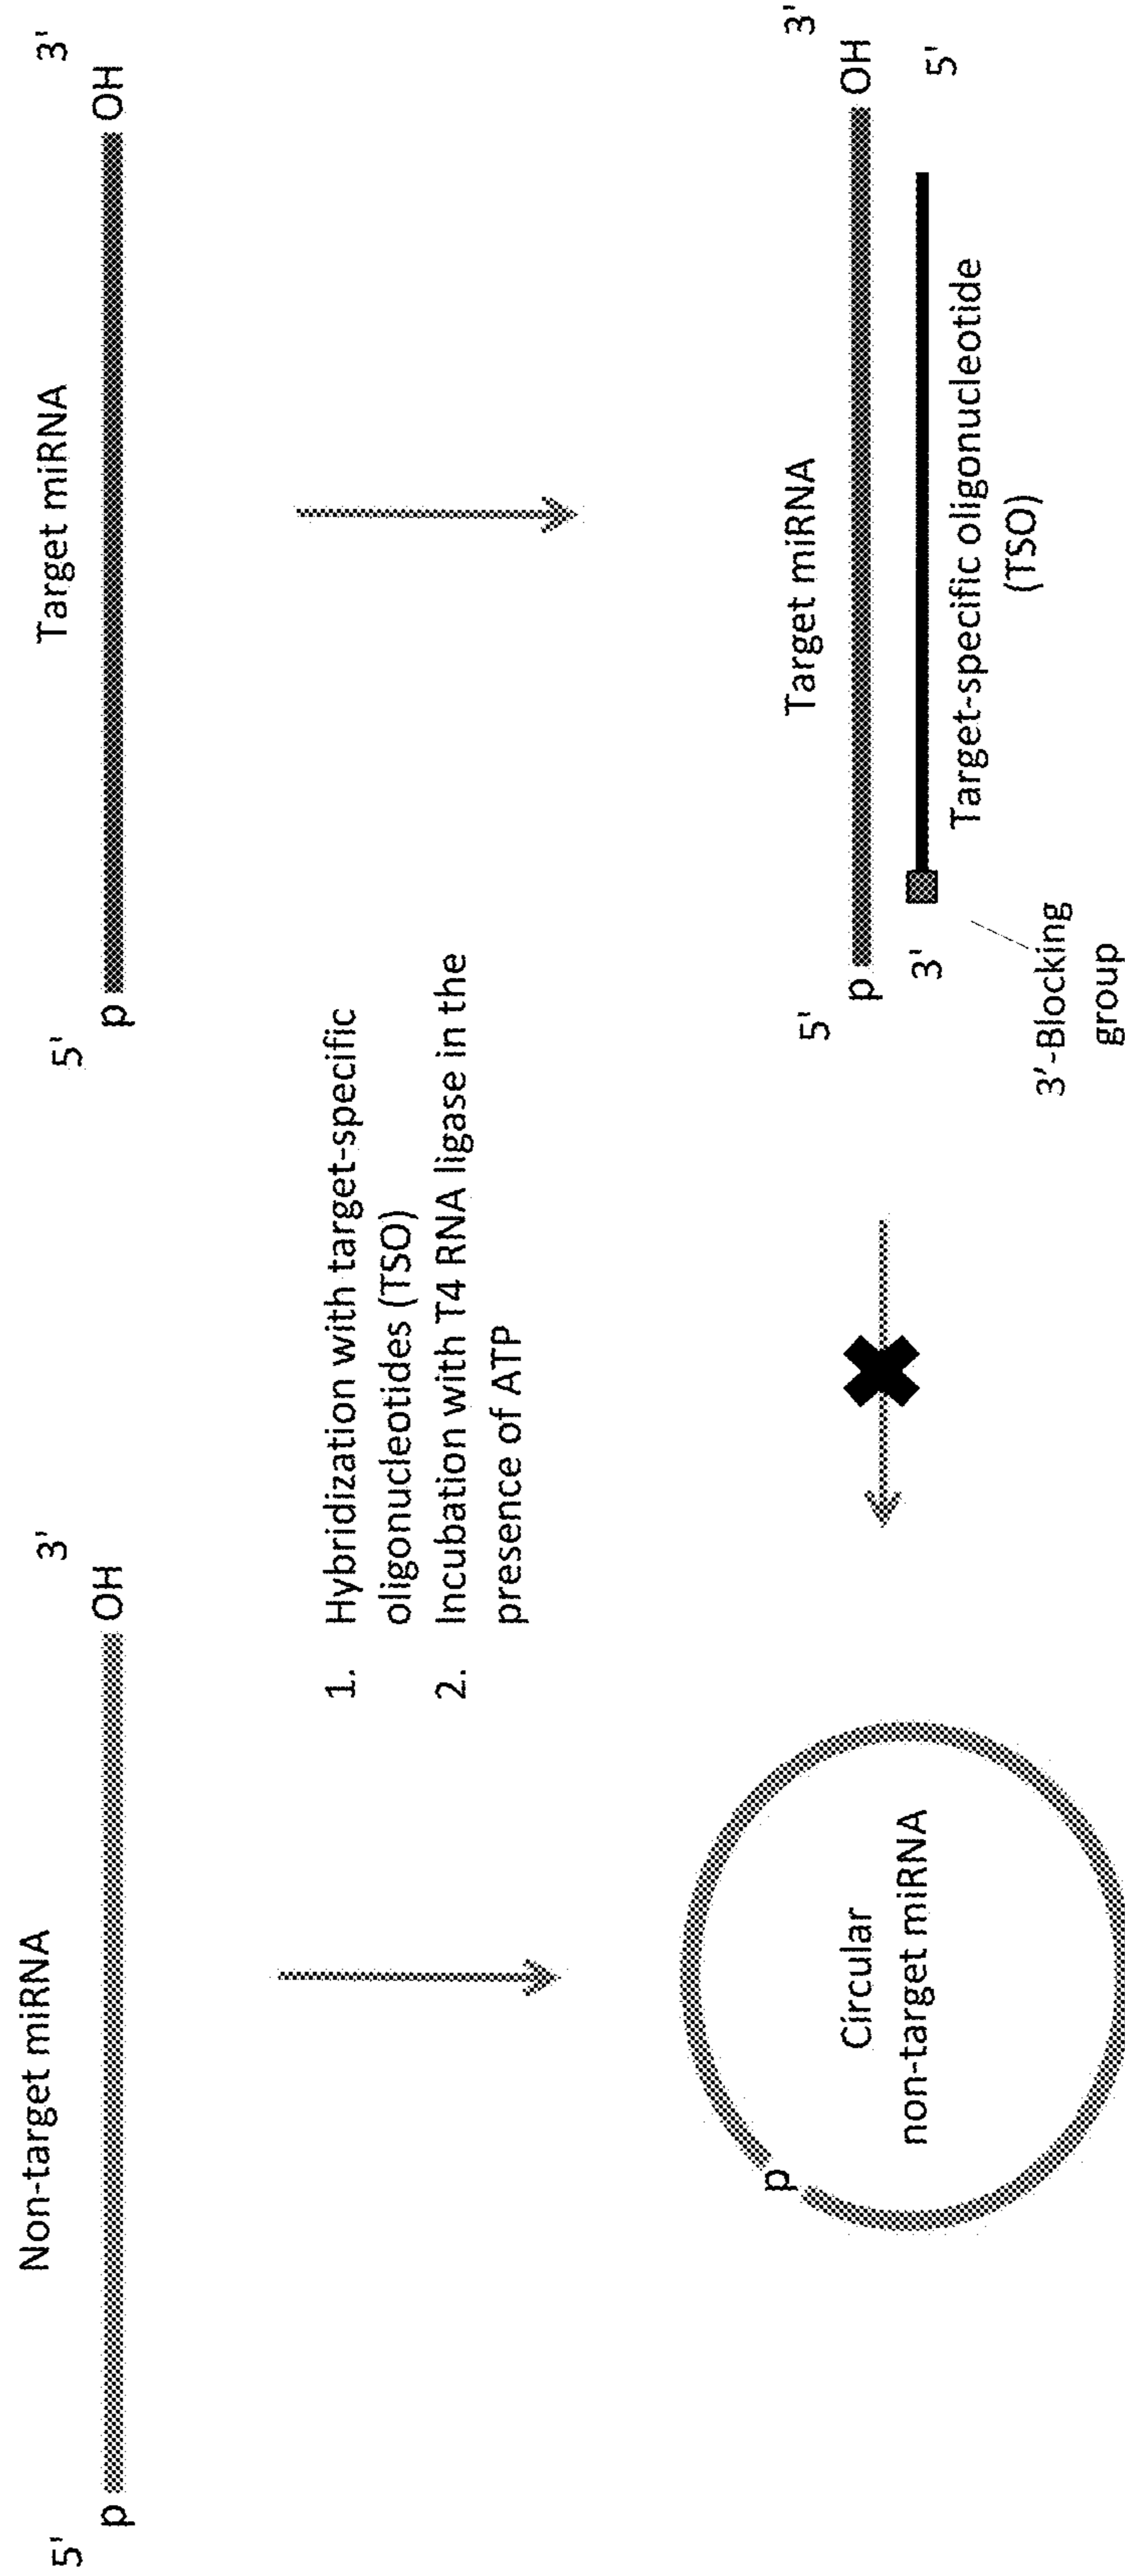 Non-target miRNA
5'
3'
p
OH
Target miRNA
5'
3'
p
OH
1. Hybridization with target-specific
oligonucleotides (TSO)
2. Incubation with T4 RNA ligase in the
presence of ATP
p
Circular
non-target miRNA
Target miRNA
5'
3'
p
OH
3'
5'
Target-specific oligonucleotide
(TSO)
3'-Blocking
group